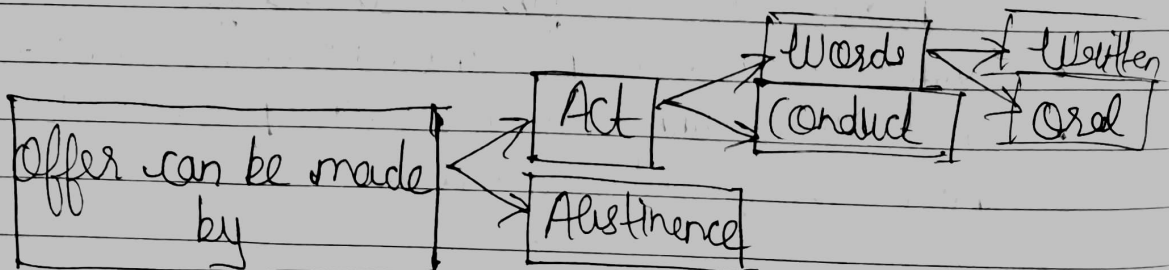 Offer can be made
by
Act
Abstinence
Words
Conduct
Written
Oral